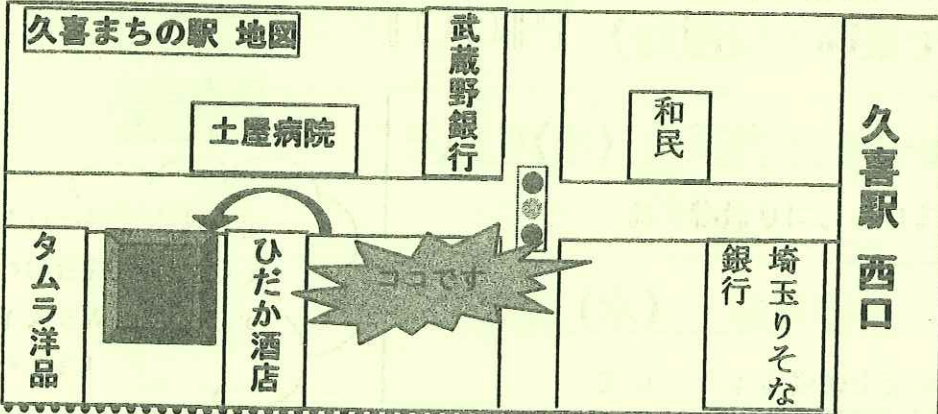 久喜まちの駅 地図
武蔵野銀行
土屋病院
和民
久喜駅 西口
タムラ洋品
ひだか酒店
ココです
埼玉りそな
銀行